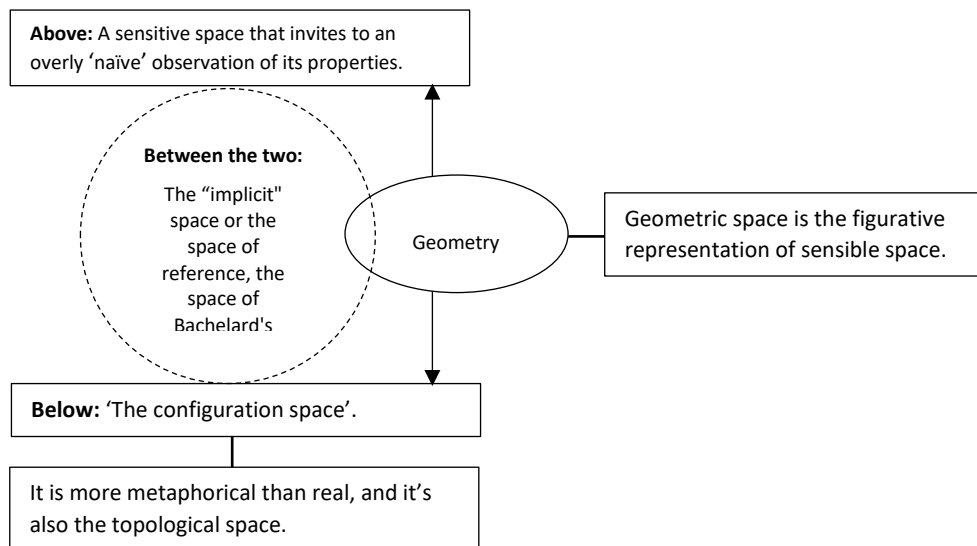 Above: A sensitive space that invites to an
overly ‘naïve’ observation of its properties.
Between the two:
The “implicit"
space or the
space of
reference, the
space of
Bachelard's
Geometry
Geometric space is the figurative
representation of sensible space.
Below: ‘The configuration space’.
It is more metaphorical than real, and it’s
also the topological space.